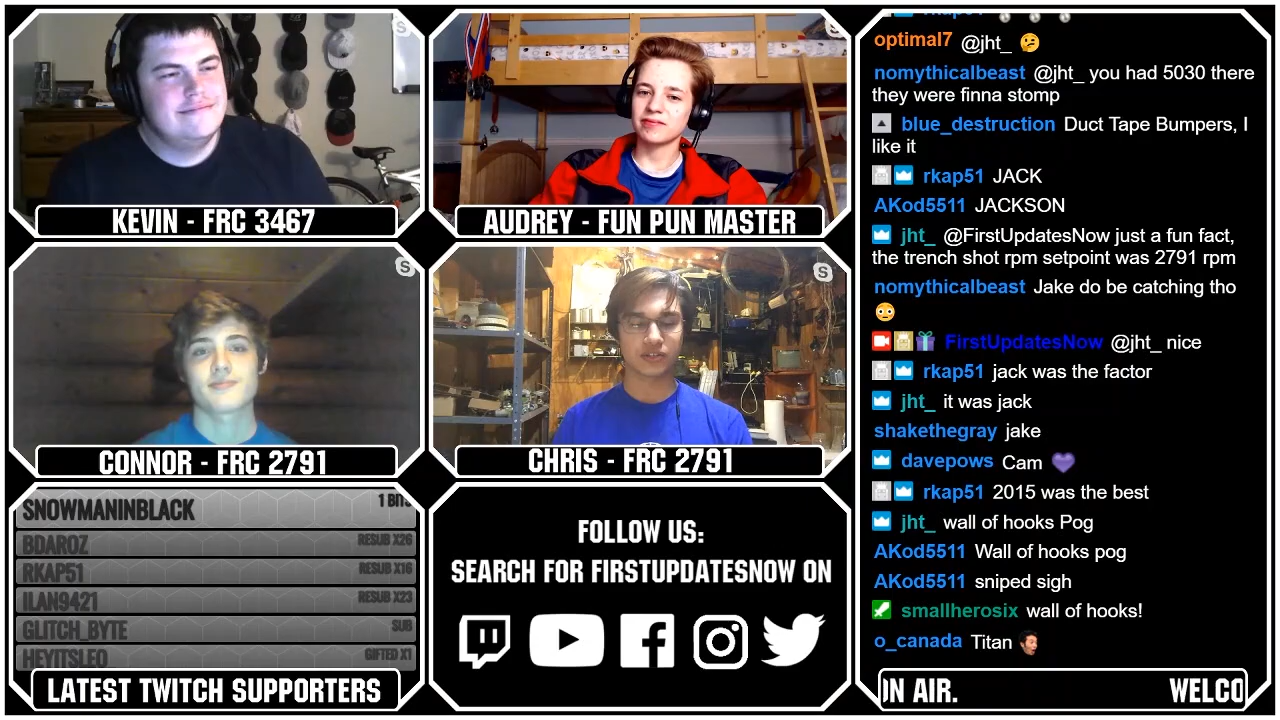 KEVIN - FRC 3467
AUDREY - FUN PUN MASTER
CONNOR - FRC 2791
CHRIS - FRC 2791
SNOWMANINBLACK 1 BITS
BDAROZ RESUB X26
RKAP51 RESUB X16
ILAN9421 RESUB X23
GLITCH_BYTE SUB
HEYITSLEO_ GIFTED X1
LATEST TWITCH SUPPORTERS
FOLLOW US:
SEARCH FOR FIRSTUPDATESNOW ON
optimal7 @jht_ 🤔
nomythicalbeast @jht_ you had 5030 there
they were finna stomp
blue_destruction Duct Tape Bumpers, I
like it
rkap51 JACK
AKod5511 JACKSON
jht_ @FirstUpdatesNow just a fun fact,
the trench shot rpm setpoint was 2791 rpm
nomythicalbeast Jake do be catching tho
😳
FirstUpdatesNow @jht_ nice
rkap51 jack was the factor
jht_ it was jack
shakethegray jake
davepows Cam 💜
rkap51 2015 was the best
jht_ wall of hooks Pog
AKod5511 Wall of hooks pog
AKod5511 sniped sigh
smallherosix wall of hooks!
o_canada Titan
ON AIR. WELCO